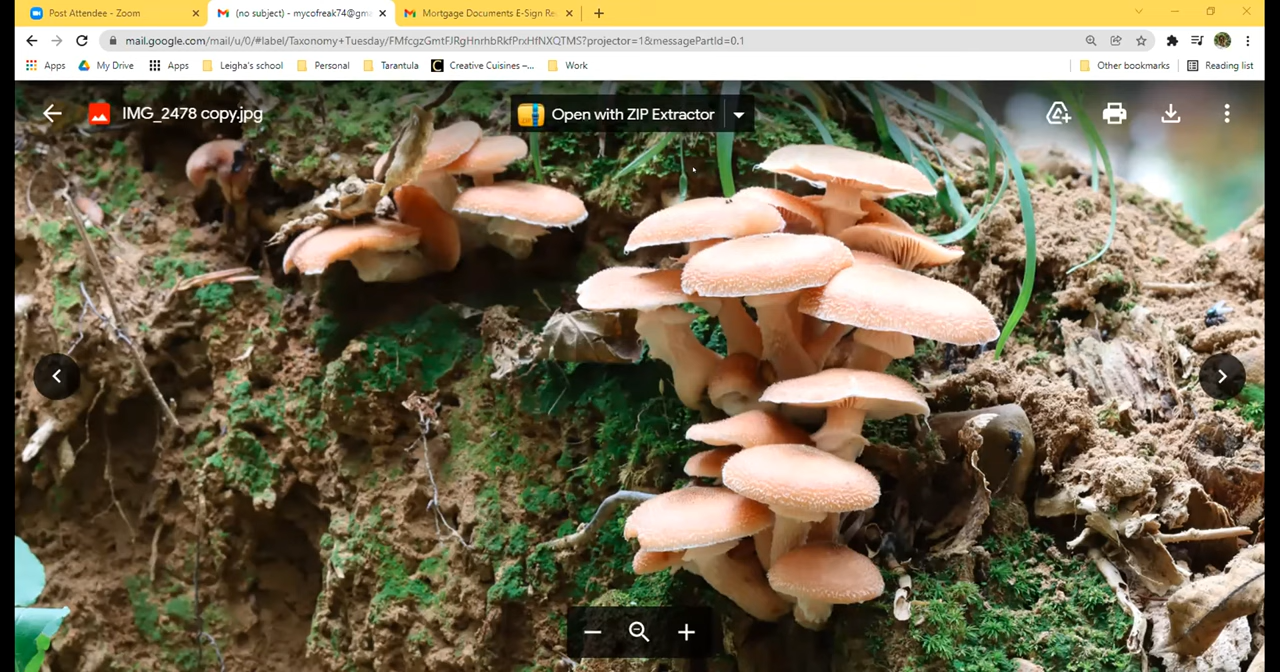 Post Attendee - Zoom
(no subject) - mycofreak74@gma
Mortgage Documents E-Sign Re
mail.google.com/mail/u/0/#label/Taxonomy+Tuesday/FMfcgzGmtFJRgHnrhbRkfPrxHfNXQTMS?projector=1&messagePartId=0.1
Apps My Drive Apps Leigha's school Personal Tarantula Creative Cuisines –... Work Other bookmarks Reading list
IMG_2478 copy.jpg Open with ZIP Extractor